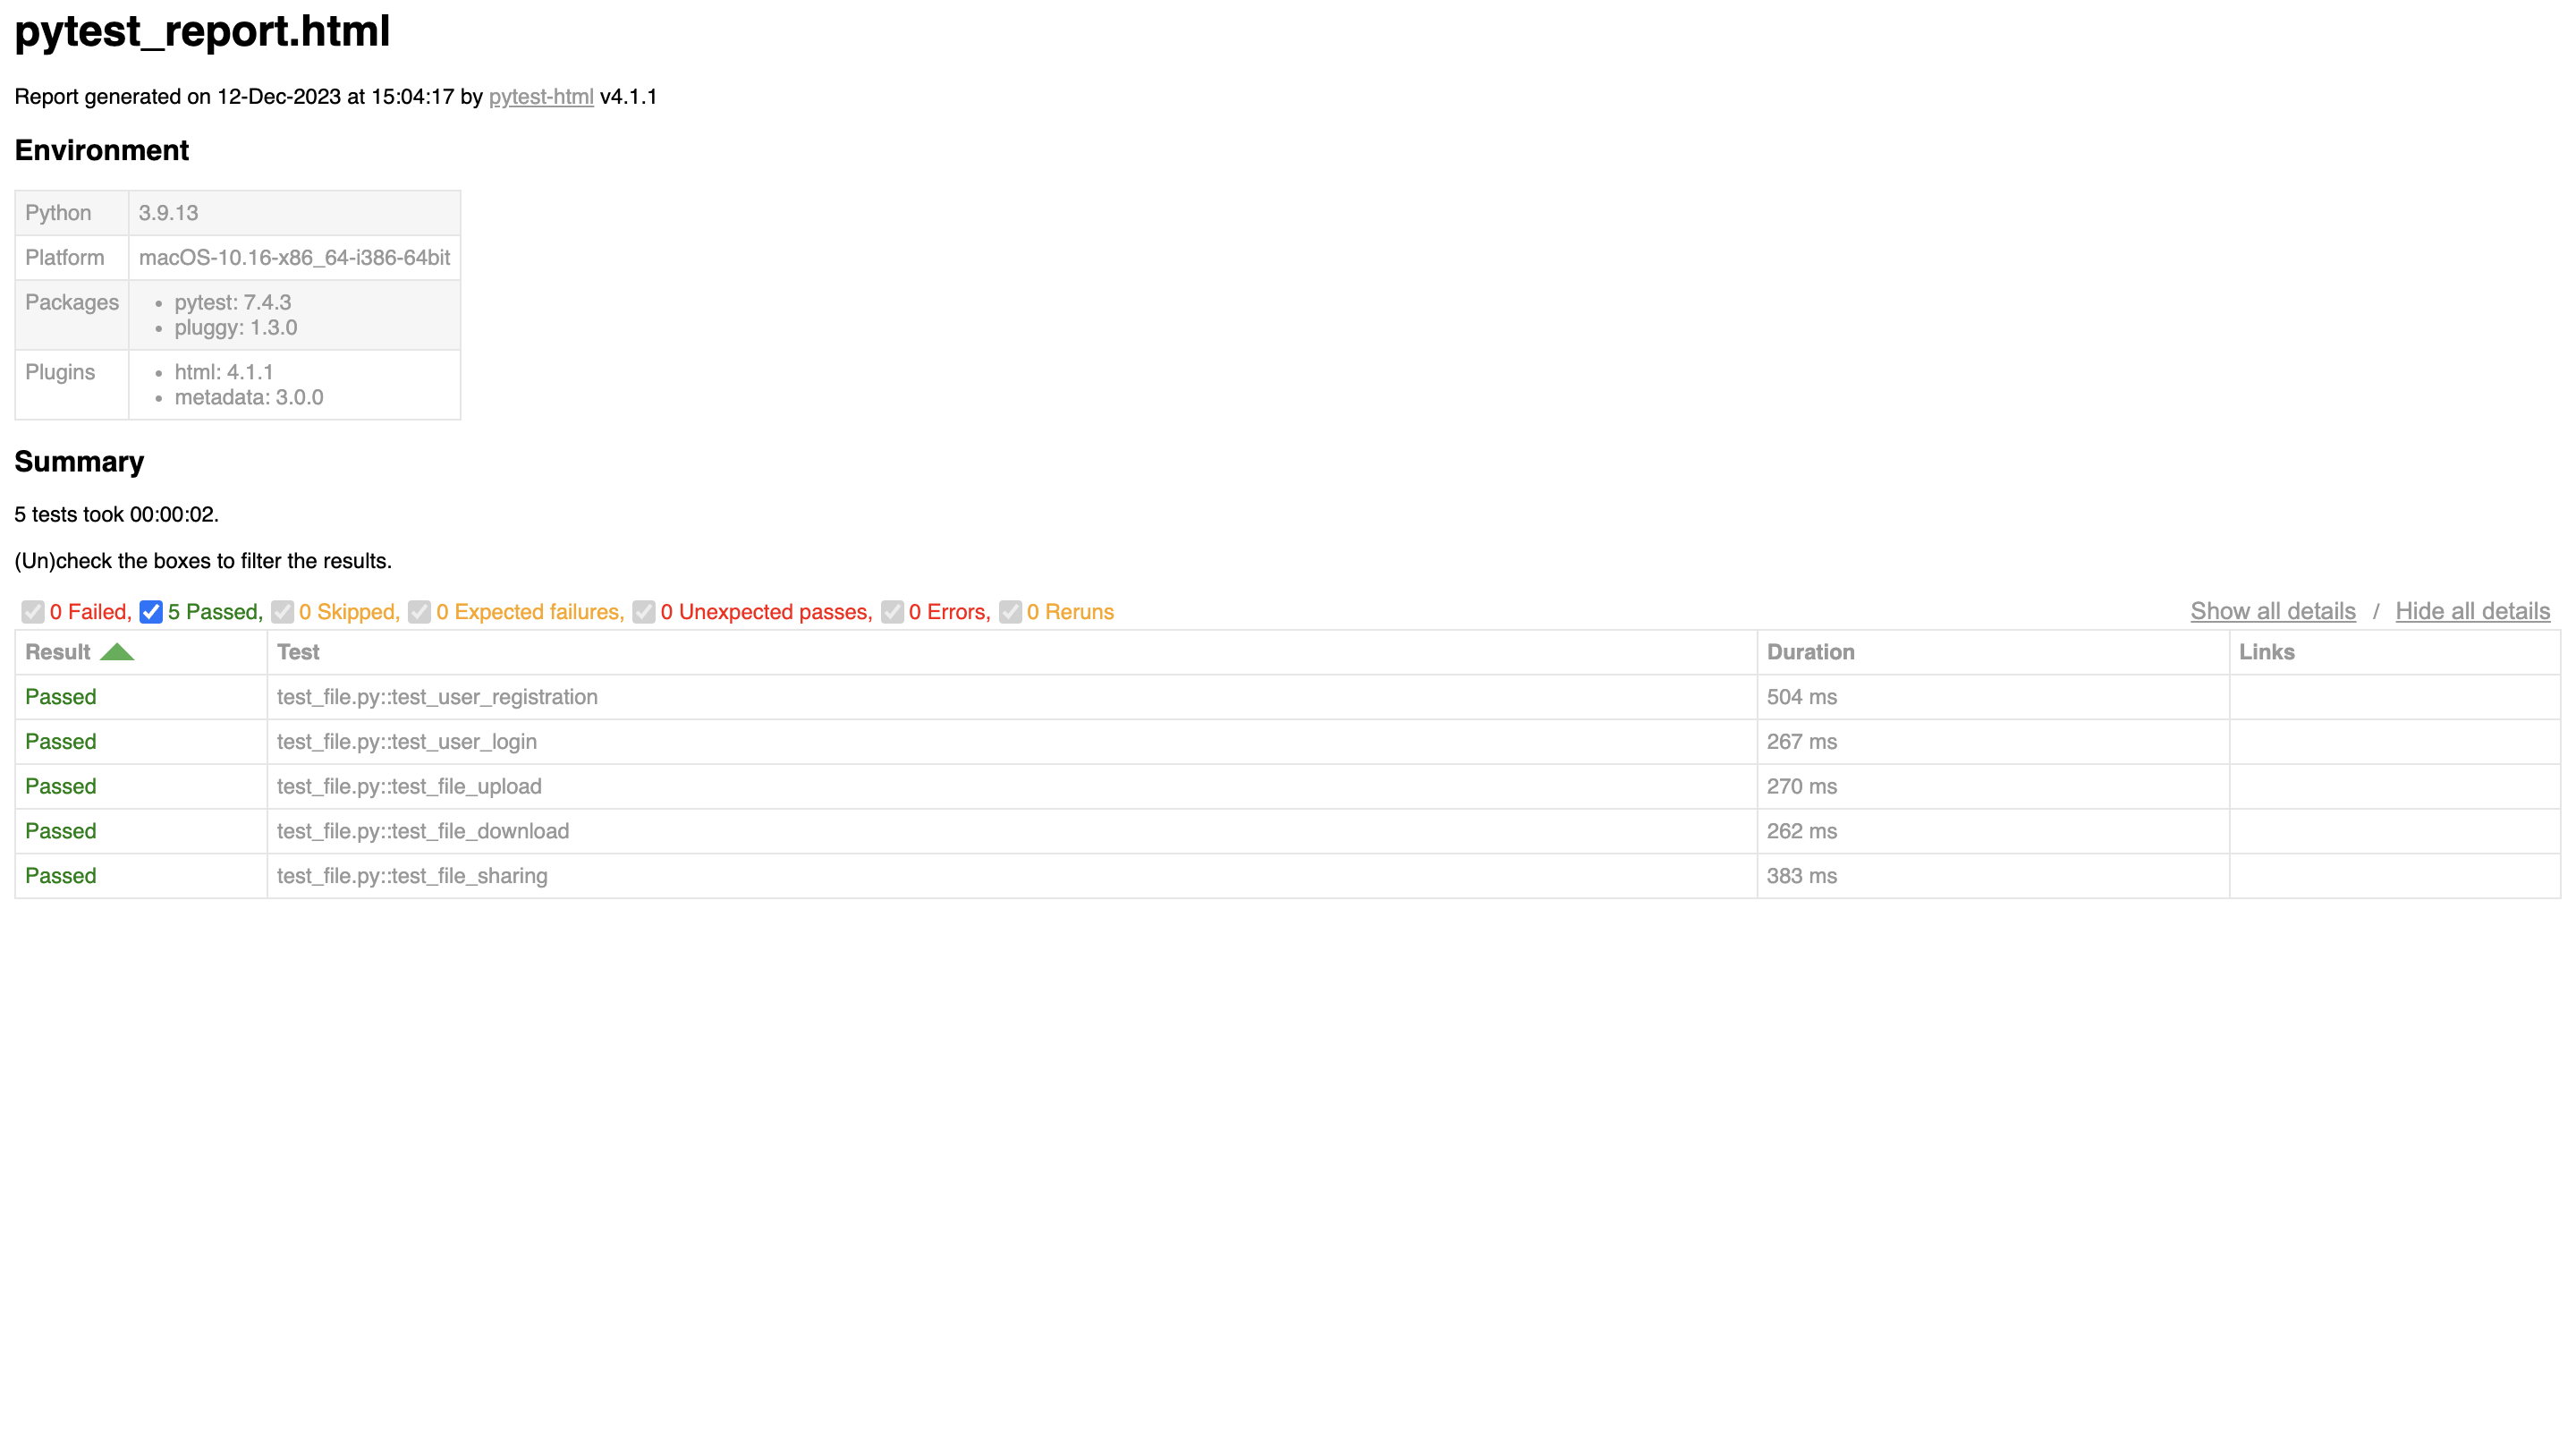 pytest_report.html
Report generated on 12-Dec-2023 at 15:04:17 by pytest-html v4.1.1
Environment
Python 3.9.13
Platform macOS-10.16-x86_64-i386-64bit
Packages • pytest: 7.4.3
• pluggy: 1.3.0
Plugins • html: 4.1.1
• metadata: 3.0.0
Summary
5 tests took 00:00:02.
(Un)check the boxes to filter the results.
0 Failed, 5 Passed, 0 Skipped, 0 Expected failures, 0 Unexpected passes, 0 Errors, 0 Reruns Show all details / Hide all details
Result Test Duration Links
Passed test_file.py::test_user_registration 504 ms
Passed test_file.py::test_user_login 267 ms
Passed test_file.py::test_file_upload 270 ms
Passed test_file.py::test_file_download 262 ms
Passed test_file.py::test_file_sharing 383 ms